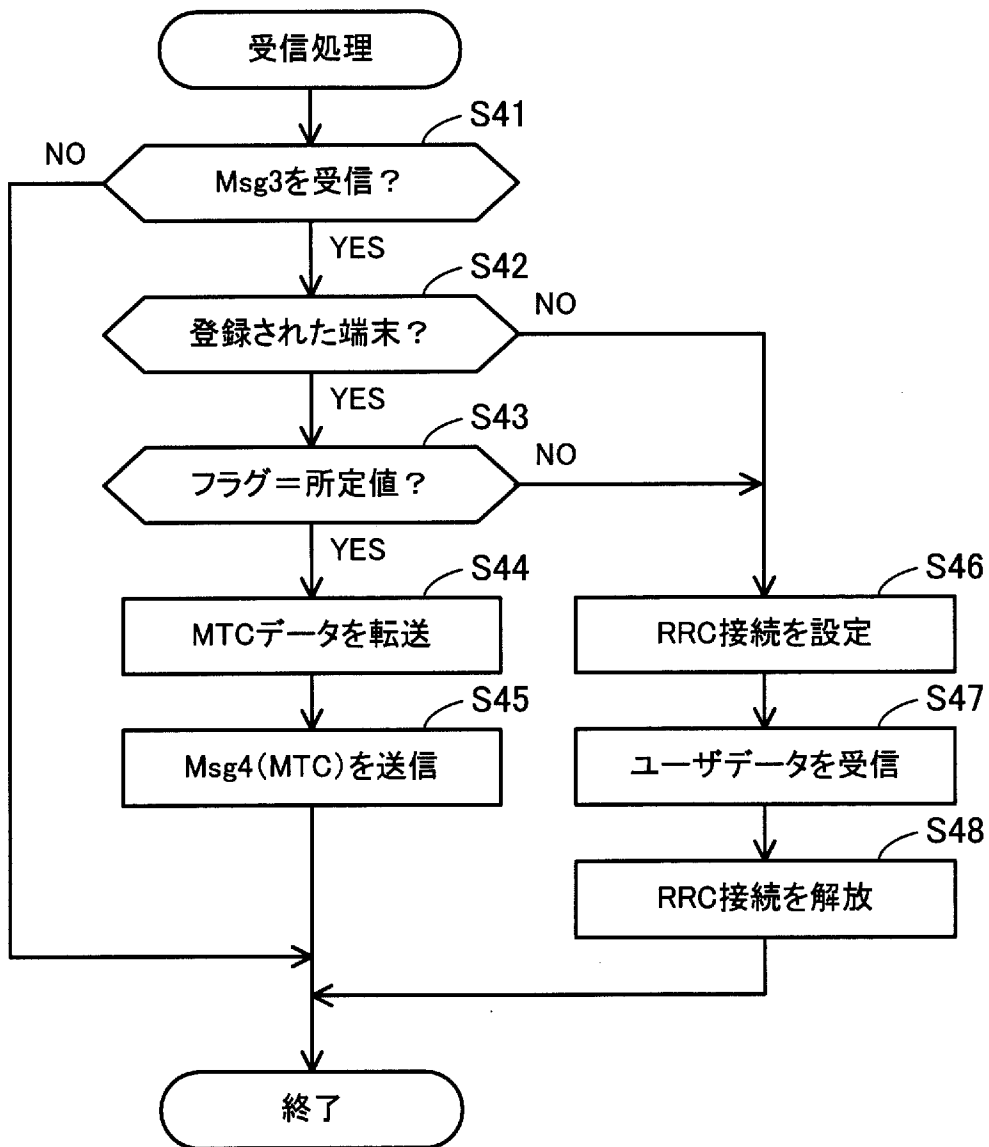 受信処理
S41
NO
Msg3を受信?
YES
S42
NO
登録された端末?
YES
S43
NO
フラグ=所定値?
YES
S44
MTCデータを転送
S45
Msg4(MTC)を送信
S46
RRC接続を設定
S47
ユーザデータを受信
S48
RRC接続を解放
終了